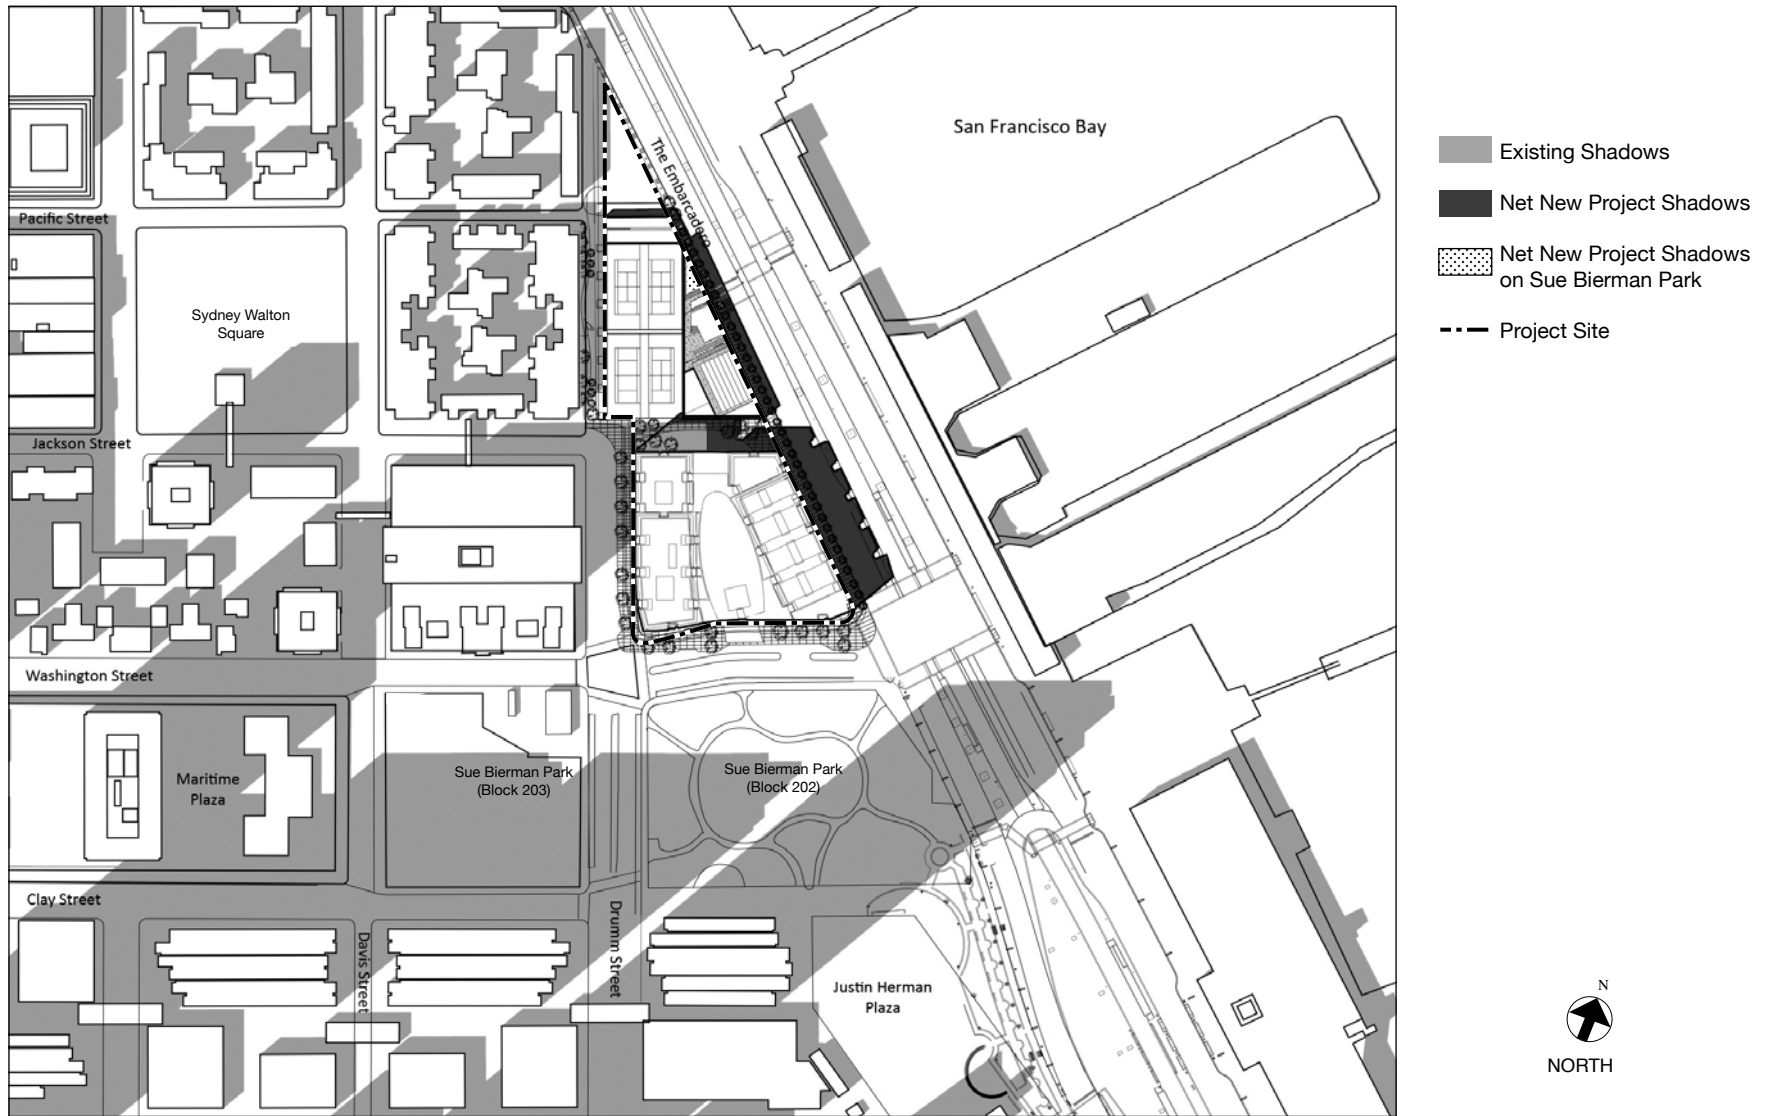 San Francisco Bay
The Embarcadero
Pacific Street
Sydney Walton
Square
Jackson Street
Washington Street
Maritime
Plaza
Sue Bierman Park
(Block 203)
Sue Bierman Park
(Block 202)
Clay Street
Davis Street
Drumm Street
Justin Herman
Plaza
Existing Shadows
Net New Project Shadows
Net New Project Shadows
on Sue Bierman Park
Project Site
N
NORTH